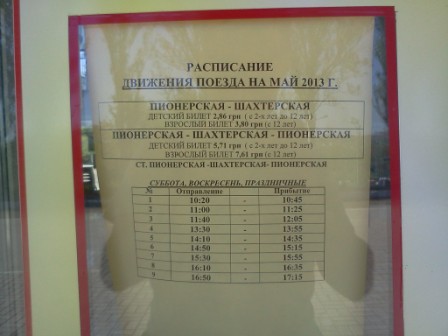 РАСПИСАНИЕ
ДВИЖЕНИЯ ПОЕЗДА НА МАЙ 2013 Г.
ПИОНЕРСКАЯ - ШАХТЕРСКАЯ
ДЕТСКИЙ БИЛЕТ 2,86 грн ( с 2-х лет до 12 лет)
ВЗРОСЛЫЙ БИЛЕТ 3,80 грн (с 12 лет)
ПИОНЕРСКАЯ - ШАХТЕРСКАЯ - ПИОНЕРСКАЯ
ДЕТСКИЙ БИЛЕТ 5,71 грн ( с 2-х лет до 12 лет)
ВЗРОСЛЫЙ БИЛЕТ 7,61 грн (с 12 лет)
СТ. ПИОНЕРСКАЯ -ШАХТЕРСКАЯ- ПИОНЕРСКАЯ
СУББОТА, ВОСКРЕСЕНЬЕ, ПРАЗДНИЧНЫЕ
№ Отправление Прибытие
1 10:20 - 10:45
2 11:00 - 11:25
3 11:40 - 12:05
4 13:30 - 13:55
5 14:10 - 14:35
6 14:50 - 15:15
7 15:30 - 15:55
8 16:10 - 16:35
9 16:50 - 17:15